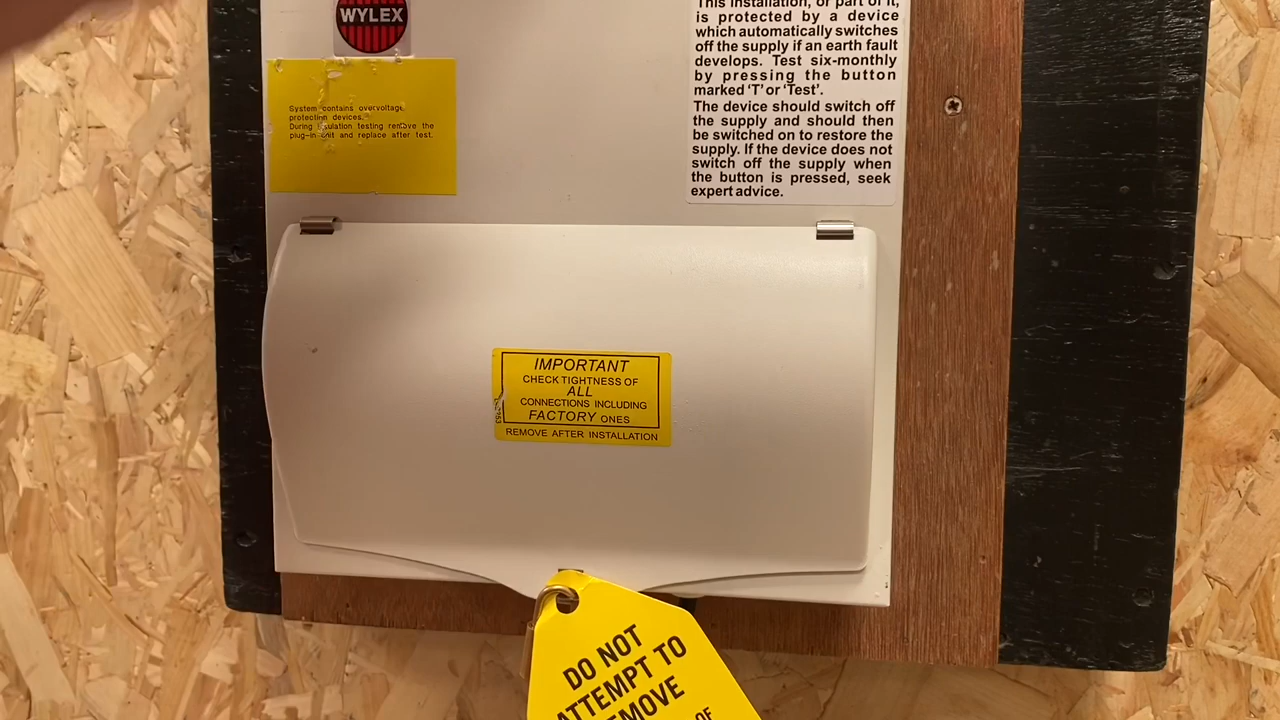 WYLEX
This installation, or part of it,
is protected by a device
which automatically switches
off the supply if an earth fault
develops. Test six-monthly
by pressing the button
marked 'T' or 'Test'.
The device should switch off
the supply and should then
be switched on to restore the
supply. If the device does not
switch off the supply when
the button is pressed, seek
expert advice.
System contains overvoltage
protection devices.
During insulation testing remove the
plug-in unit and replace after test.
IMPORTANT
CHECK TIGHTNESS OF
ALL
CONNECTIONS INCLUDING
FACTORY ONES
REMOVE AFTER INSTALLATION
DO NOT
ATTEMPT TO
REMOVE
OF